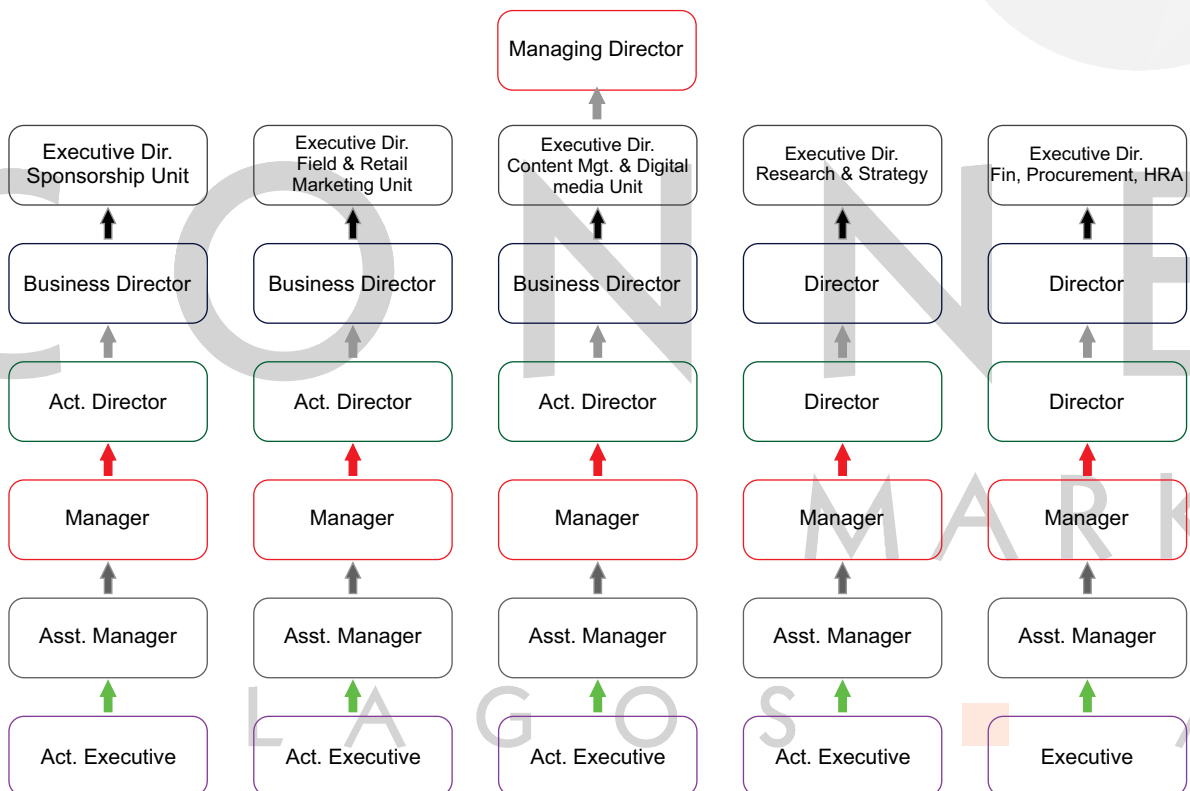 Managing Director
Executive Dir.
Sponsorship Unit
Executive Dir.
Field & Retail
Marketing Unit
Executive Dir.
Content Mgt. & Digital
media Unit
Executive Dir.
Research & Strategy
Executive Dir.
Fin, Procurement, HRA
Business Director
Business Director
Business Director
Director
Director
Act. Director
Act. Director
Act. Director
Director
Director
Manager
Manager
Manager
Manager
Manager
Asst. Manager
Asst. Manager
Asst. Manager
Asst. Manager
Asst. Manager
Act. Executive
Act. Executive
Act. Executive
Act. Executive
Executive
CONNE
MARK
LAGOS A